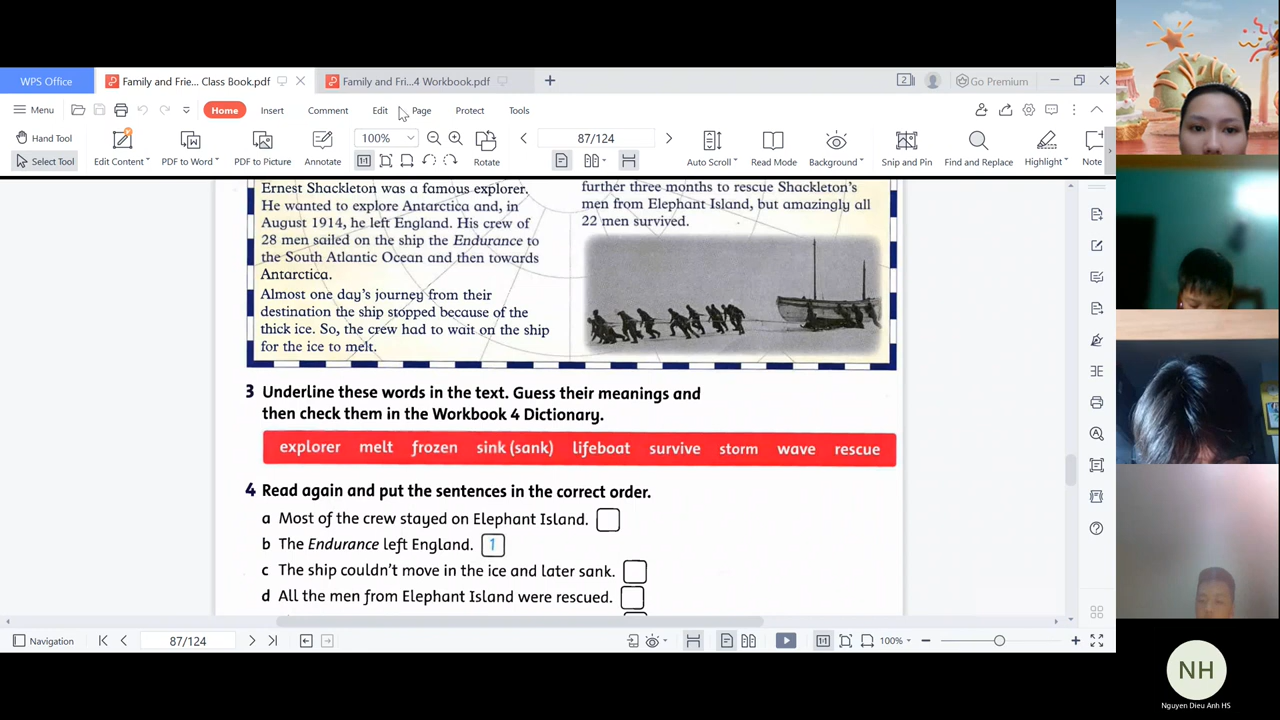 WPS Office
Family and Frie... Class Book.pdf
Family and Fri...4 Workbook.pdf
2
Go Premium
Menu
Home
Insert
Comment
Edit
Page
Protect
Tools
Hand Tool
Select Tool
Edit Content
PDF to Word
PDF to Picture
Annotate
100%
Rotate
87/124
Auto Scroll
Read Mode
Background
Snip and Pin
Find and Replace
Highlight
Note
Ernest Shackleton was a famous explorer.
He wanted to explore Antarctica and, in
August 1914, he left England. His crew of
28 men sailed on the ship the Endurance to
the South Atlantic Ocean and then towards
Antarctica.
Almost one day's journey from their
destination the ship stopped because of the
thick ice. So, the crew had to wait on the ship
for the ice to melt.
further three months to rescue Shackleton's
men from Elephant Island, but amazingly all
22 men survived.
3 Underline these words in the text. Guess their meanings and
then check them in the Workbook 4 Dictionary.
explorer melt frozen sink (sank) lifeboat survive storm wave rescue
4 Read again and put the sentences in the correct order.
a Most of the crew stayed on Elephant Island.
b The Endurance left England. 1
c The ship couldn't move in the ice and later sank.
d All the men from Elephant Island were rescued.
Navigation
87/124
100%
NH
Nguyen Dieu Anh HS